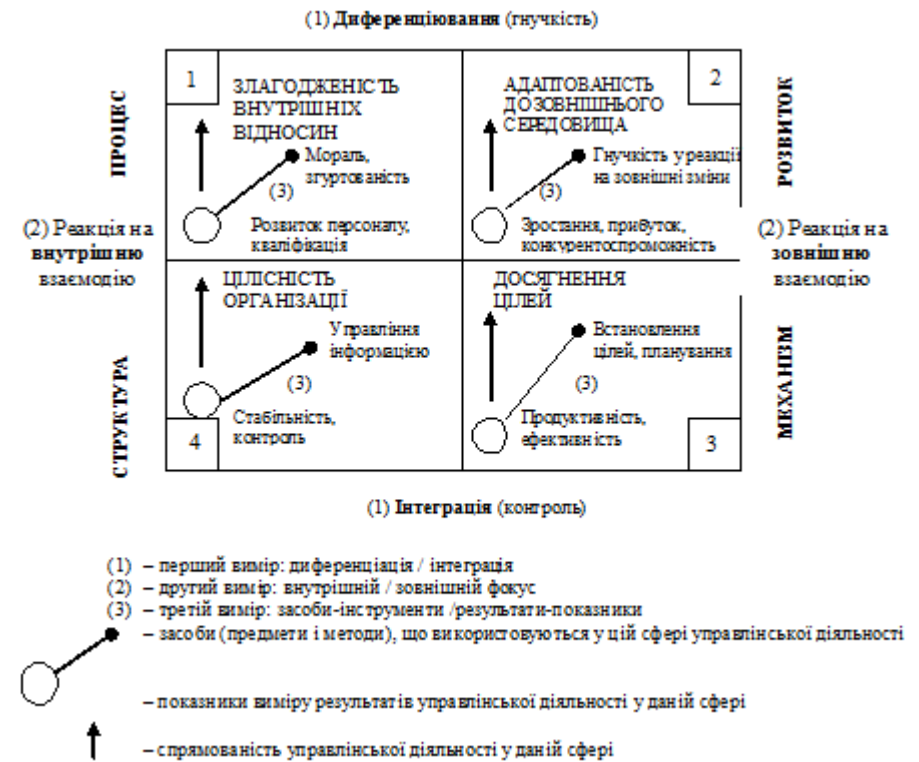 (1) Диференціювання (гнучкість)
1
ЗЛАГОДЖЕНІСТЬ
ВНУТРІШНІХ
ВІДНОСИН
Мораль,
згуртованість
(3)
Розвиток персоналу,
кваліфікація
2
АДАПТОВАНІСТЬ
ДО ЗОВНІШНЬОГО
СЕРЕДОВИЩА
Гнучкість у реакції
на зовнішні зміни
(3)
Зростання, прибуток,
конкурентоспроможність
ПРОЦЕС
РОЗВИТОК
(2) Реакція на
внутрішню
взаємодію
(2) Реакція на
зовнішню
взаємодію
ЦІЛІСНІСТЬ
ОРГАНІЗАЦІЇ
Управління
інформацією
(3)
Стабільність,
контроль
4
ДОСЯГНЕННЯ
ЦІЛЕЙ
Встановлення
цілей, планування
(3)
Продуктивність,
ефективність
3
СТРУКТУРА
МЕХАНІЗМ
(1) Інтеграція (контроль)
(1) – перший вимір: диференціація / інтеграція
(2) – другий вимір: внутрішній / зовнішній фокус
(3) – третій вимір: засоби-інструменти /результати-показники
– засоби (предмети і методи), що використовуються у цій сфері управлінської діяльності
– показники виміру результатів управлінської діяльності у даній сфері
– спрямованість управлінської діяльності у даній сфері